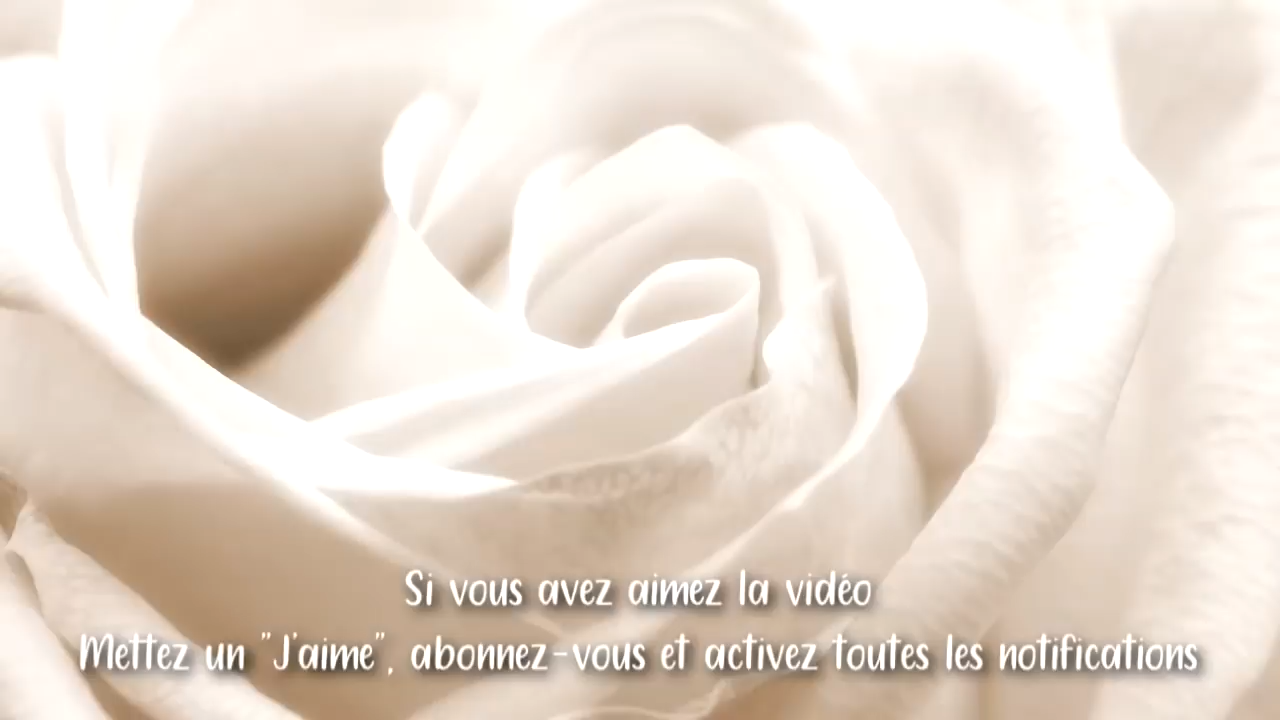 Si vous avez aimez la vidéo
Mettez un "J'aime", abonnez-vous et activez toutes les notifications